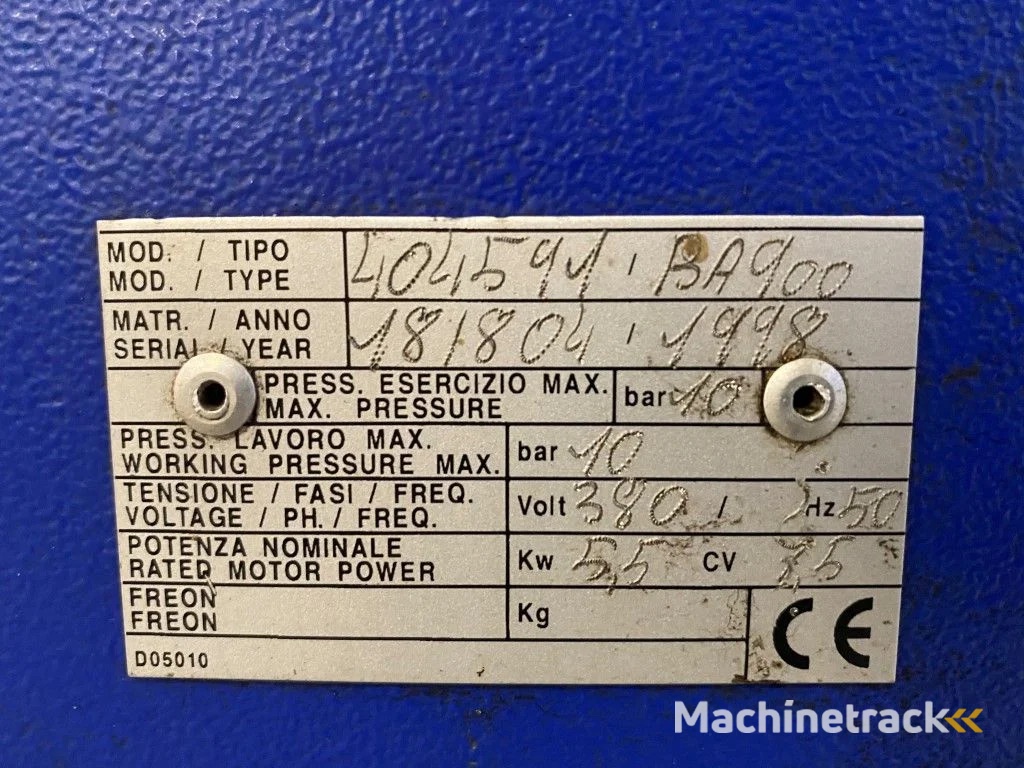 MOD. / TIPO
MOD. / TYPE
404591, BA900
MATR. / ANNO
SERIAL / YEAR
181804. 1998
PRESS. ESERCIZIO MAX.
MAX. PRESSURE
bar 10
PRESS. LAVORO MAX.
WORKING PRESSURE MAX.
bar 10
TENSIONE / FASI / FREQ.
VOLTAGE / PH. / FREQ.
Volt 380 / Hz 50
POTENZA NOMINALE
RATED MOTOR POWER
Kw 5,5 CV 7,5
FREON
FREON
Kg
CE
D05010
Machinetrack